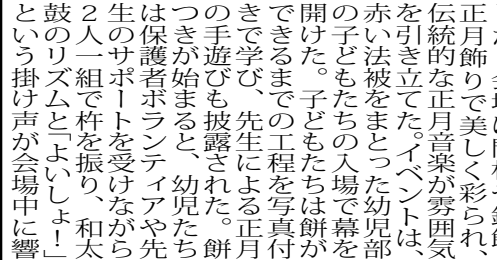 正月飾りで美しく彩られ、
伝統的な正月音楽が雰囲気
を引き立てた。イベントは、
赤い法被をまとった幼児部
の子どもたちの入場で幕を
開けた。子どもたちは餅が
できるまでの工程を写真付
きで学び、先生による正月
の手遊びも披露された。餅
つきが始まると、幼児たち
は保護者ボランティアや先
生のサポートを受けながら
2人一組で杵を振り、和太
鼓のリズムと「よいしょ！」
という掛け声が会場中に響